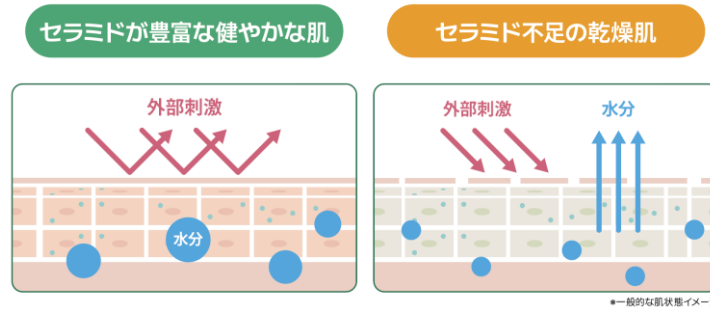 セラミドが豊富な健やかな肌
セラミド不足の乾燥肌
外部刺激
水分
外部刺激
水分
※一般的な肌状態イメー